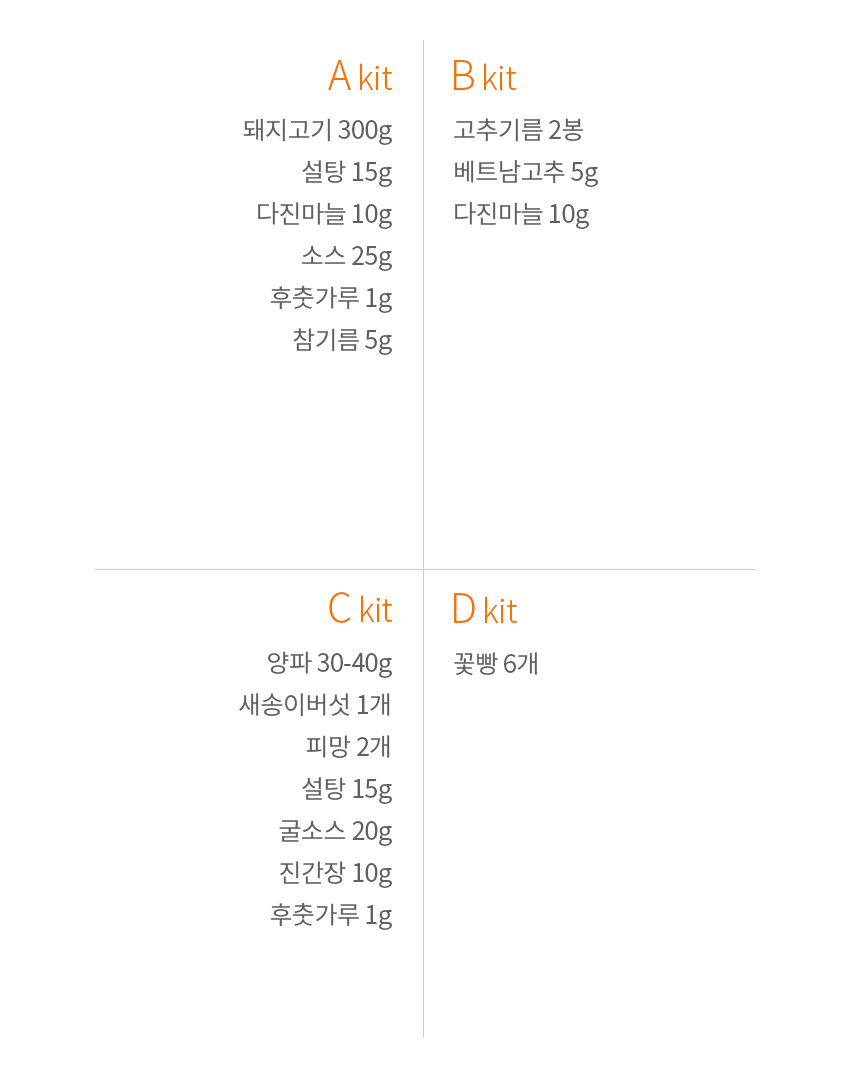 A kit
돼지고기 300g
설탕 15g
다진마늘 10g
소스 25g
후춧가루 1g
참기름 5g
B kit
고추기름 2봉
베트남고추 5g
다진마늘 10g
C kit
양파 30-40g
새송이버섯 1개
피망 2개
설탕 15g
굴소스 20g
진간장 10g
후춧가루 1g
D kit
꽃빵 6개